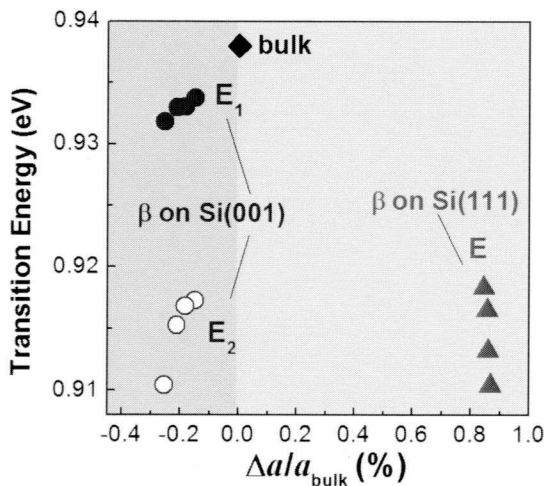 0.94
bulk
E₁
0.93
β on Si(001)
β on Si(111)
Transition Energy (eV)
0.92
E
E₂
0.91
-0.4 -0.2 0.0 0.2 0.4 0.6 0.8 1.0
Δa/a_bulk (%)